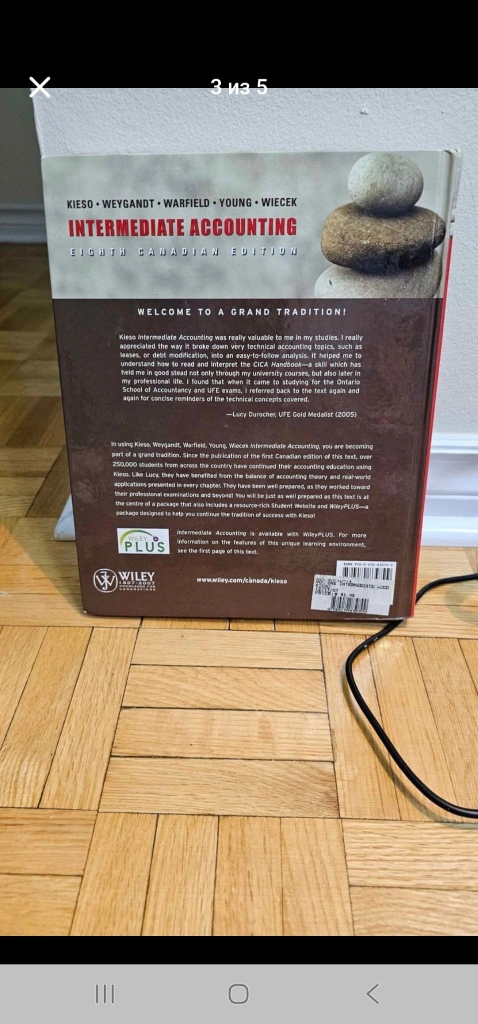 3 из 5
KIESO • WEYGANDT • WARFIELD • YOUNG • WIECEK
INTERMEDIATE ACCOUNTING
EIGHTH CANADIAN EDITION
WELCOME TO A GRAND TRADITION!
Kieso Intermediate Accounting was really valuable to me in my studies. I really
appreciated the way it broke down very technical accounting topics, such as
leases, or debt modification, into an easy-to-follow analysis. It helped me to
understand how to read and interpret the CICA Handbook—a skill which has
held me in good stead not only through my university courses, but also later in
my professional life. I found that when it came to studying for the Ontario
School of Accountancy and UFE exams, I referred back to the text again and
again for concise reminders of the technical concepts covered.
—Lucy Durocher, UFE Gold Medalist (2005)
In using Kieso, Weygandt, Warfield, Young, Wiecek Intermediate Accounting, you are becoming
part of a grand tradition. Since the publication of the first Canadian edition of this text, over
250,000 students from across the country have continued their accounting education using
Kieso. Like Lucy, they have benefited from the balance of accounting theory and real-world
applications presented in every chapter. They have been well prepared, as they worked toward
their professional examinations and beyond! You will be just as well prepared as this text is at
the centre of a package that also includes a resource-rich Student Website and WileyPLUS—a
package designed to help you continue the tradition of success with Kieso!
WILEY
PLUS
Intermediate Accounting is available with WileyPLUS. For more
information on the features of this unique learning environment,
see the first page of this text.
WILEY
1807-2007
KNOWLEDGE FOR
GENERATIONS
www.wiley.com/canada/kieso